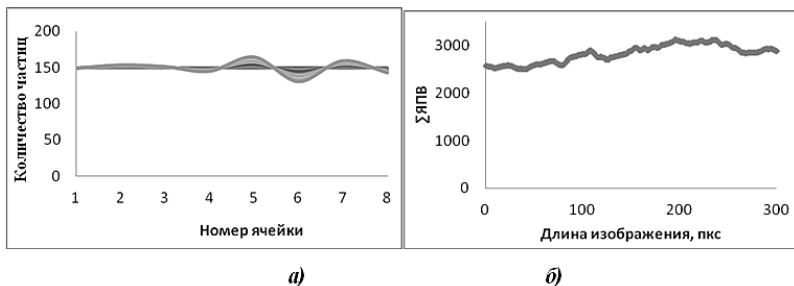 200
150
100
50
0
Количество частиц
1 2 3 4 5 6 7 8
Номер ячейки
3000
2000
1000
0
∑ЯПВ
0 100 200 300
Длина изображения, пкс
а) б)